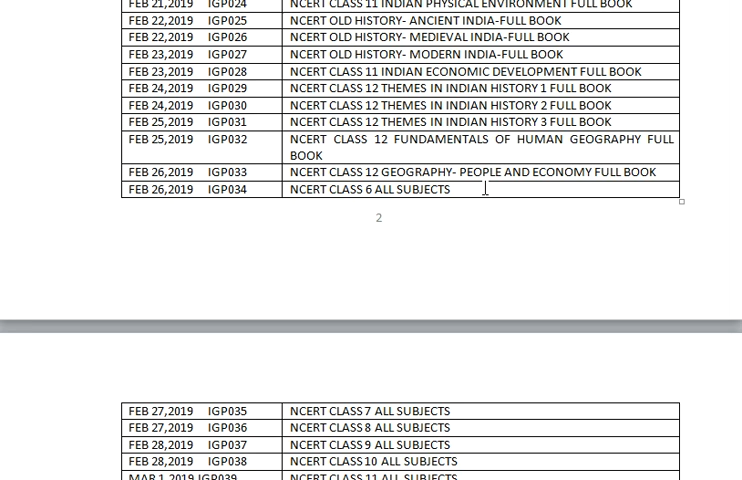 FEB 21,2019 IGP024 NCERT CLASS 11 INDIAN PHYSICAL ENVIRONMENT FULL BOOK
FEB 22,2019 IGP025 NCERT OLD HISTORY- ANCIENT INDIA-FULL BOOK
FEB 22,2019 IGP026 NCERT OLD HISTORY- MEDIEVAL INDIA-FULL BOOK
FEB 23,2019 IGP027 NCERT OLD HISTORY- MODERN INDIA-FULL BOOK
FEB 23,2019 IGP028 NCERT CLASS 11 INDIAN ECONOMIC DEVELOPMENT FULL BOOK
FEB 24,2019 IGP029 NCERT CLASS 12 THEMES IN INDIAN HISTORY 1 FULL BOOK
FEB 24,2019 IGP030 NCERT CLASS 12 THEMES IN INDIAN HISTORY 2 FULL BOOK
FEB 25,2019 IGP031 NCERT CLASS 12 THEMES IN INDIAN HISTORY 3 FULL BOOK
FEB 25,2019 IGP032 NCERT CLASS 12 FUNDAMENTALS OF HUMAN GEOGRAPHY FULL
BOOK
FEB 26,2019 IGP033 NCERT CLASS 12 GEOGRAPHY- PEOPLE AND ECONOMY FULL BOOK
FEB 26,2019 IGP034 NCERT CLASS 6 ALL SUBJECTS
2
FEB 27,2019 IGP035 NCERT CLASS 7 ALL SUBJECTS
FEB 27,2019 IGP036 NCERT CLASS 8 ALL SUBJECTS
FEB 28,2019 IGP037 NCERT CLASS 9 ALL SUBJECTS
FEB 28,2019 IGP038 NCERT CLASS 10 ALL SUBJECTS
MAR 1,2019 IGP039 NCERT CLASS 11 ALL SUBJECTS